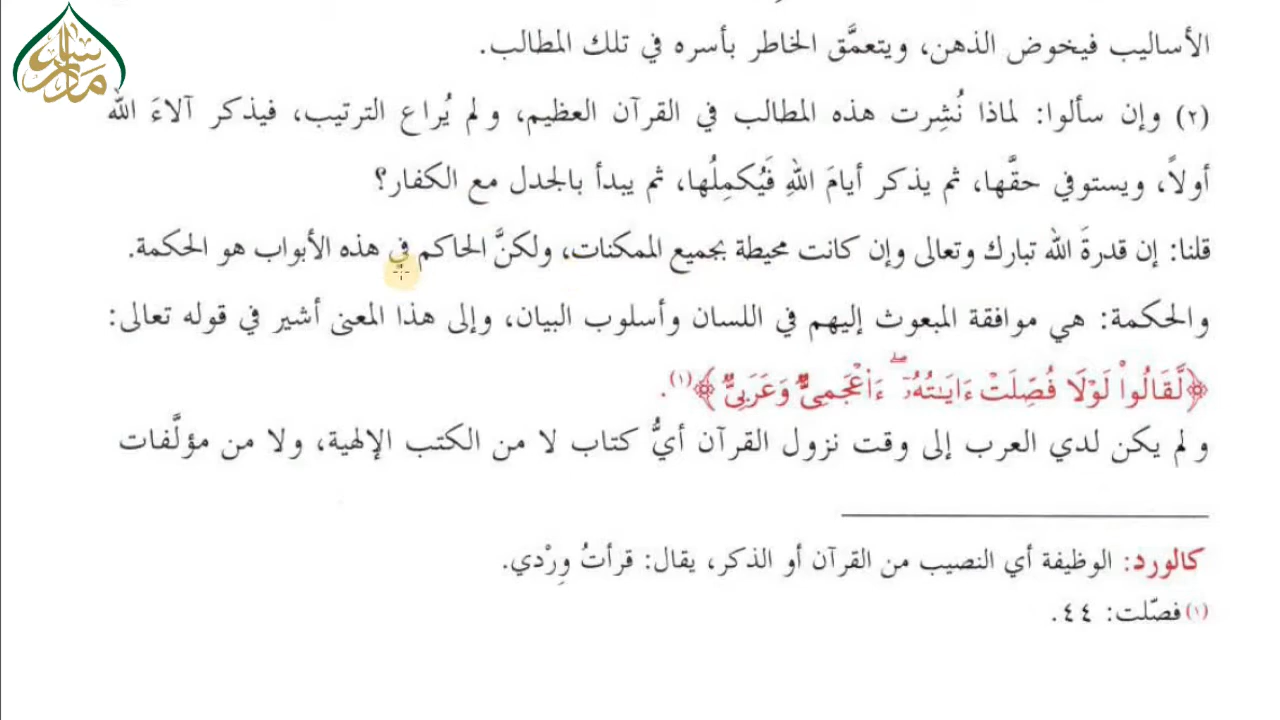 الأساليب فيخوض الذهن، ويتعمَّق الخاطر بأسره في تلك المطالب.
(٢) وإن سألوا: لماذا نُشِرت هذه المطالب في القرآن العظيم، ولم يُراع الترتيب، فيذكر آلاءَ الله
أولاً، ويستوفي حقَّها، ثم يذكر أيامَ اللهِ فَيُكمِلُها، ثم يبدأ بالجدل مع الكفار؟
قلنا: إن قدرةَ الله تبارك وتعالى وإن كانت محيطة بجميع الممكنات، ولكنَّ الحاكم في هذه الأبواب هو الحكمة.
والحكمة: هي موافقة المبعوث إليهم في اللسان وأسلوب البيان، وإلى هذا المعنى أشير في قوله تعالى:
﴿لَّقَالُوا۟ لَوْلَا فُصِّلَتْ ءَايَـٰتُهُۥٓ ۖ ءَا۬عْجَمِىٌّ وَعَرَبِىٌّ﴾(١).
ولم يكن لدي العرب إلى وقت نزول القرآن أيُّ كتاب لا من الكتب الإلهية، ولا من مؤلَّفات
كالورد: الوظيفة أي النصيب من القرآن أو الذكر، يقال: قرأتُ وِرْدي.
(١) فصّلت: ٤٤.